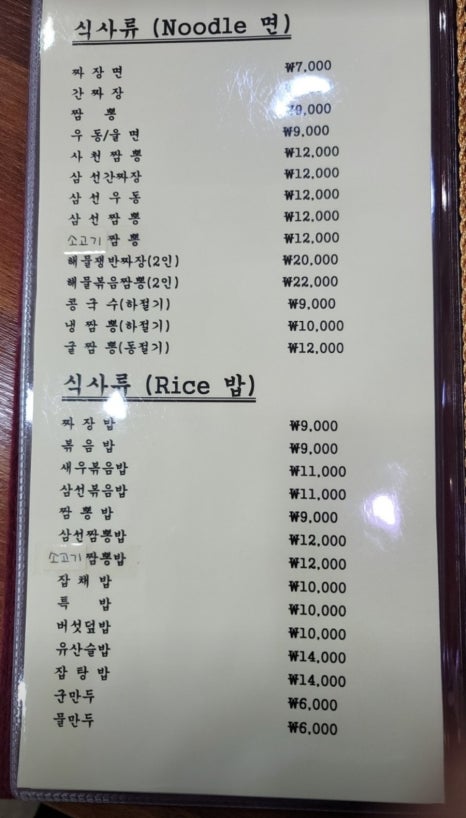 식사류 (Noodle 면)
짜 장 면 ₩7,000
간 짜 장
짬 뽕 ₩9,000
우 동/울 면 ₩9,000
사 천 짬 뽕 ₩12,000
삼 선간짜장 ₩12,000
삼 선 우 동 ₩12,000
삼 선 짬 뽕 ₩12,000
소고기 짬 뽕 ₩12,000
해물쟁반짜장(2인) ₩20,000
해물볶음짬뽕(2인) ₩22,000
콩 국 수(하절기) ₩9,000
냉 짬 뽕(하절기) ₩10,000
굴 짬 뽕(동절기) ₩12,000
식사류 (Rice 밥)
짜 장 밥 ₩9,000
볶 음 밥 ₩9,000
새우볶음밥 ₩11,000
삼선볶음밥 ₩11,000
짬 뽕 밥 ₩9,000
삼선짬뽕밥 ₩12,000
소고기 짬뽕밥 ₩12,000
잡 채 밥 ₩10,000
특 밥 ₩10,000
버섯덮밥 ₩10,000
유산슬밥 ₩14,000
잡 탕 밥 ₩14,000
군만두 ₩6,000
물만두 ₩6,000